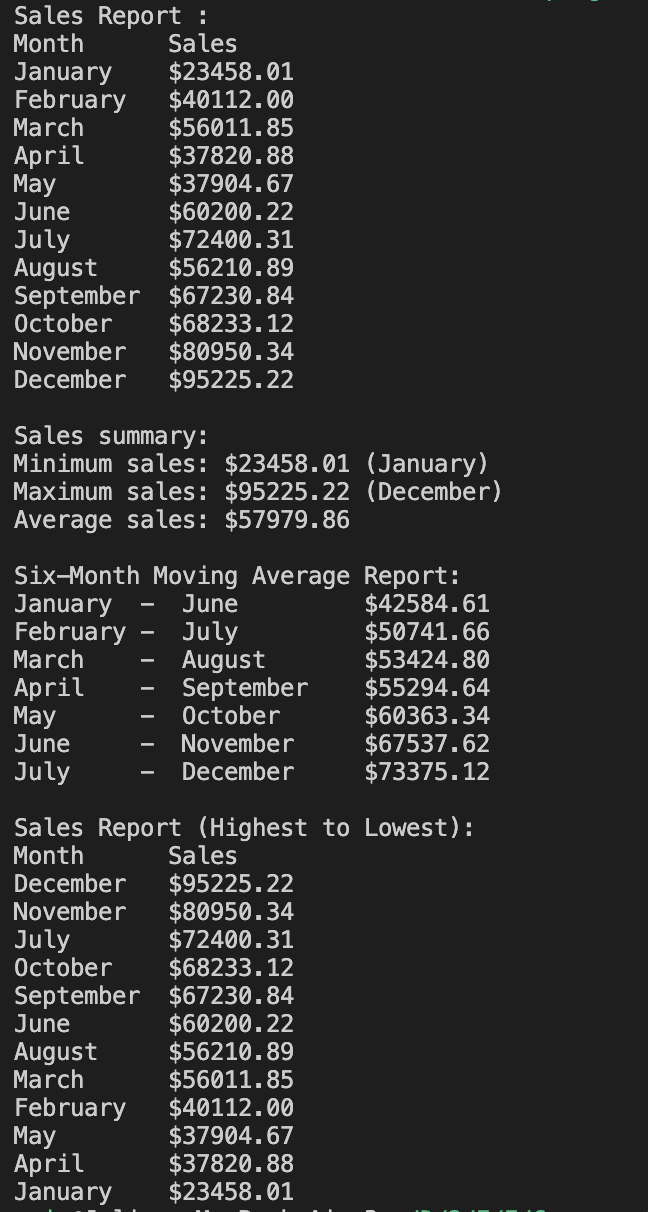 Sales Report :
Month      Sales
January    $23458.01
February   $40112.00
March      $56011.85
April      $37820.88
May        $37904.67
June       $60200.22
July       $72400.31
August     $56210.89
September  $67230.84
October    $68233.12
November   $80950.34
December   $95225.22

Sales summary:
Minimum sales: $23458.01 (January)
Maximum sales: $95225.22 (December)
Average sales: $57979.86

Six-Month Moving Average Report:
January  -  June         $42584.61
February -  July         $50741.66
March    -  August       $53424.80
April    -  September    $55294.64
May      -  October      $60363.34
June     -  November     $67537.62
July     -  December     $73375.12

Sales Report (Highest to Lowest):
Month      Sales
December   $95225.22
November   $80950.34
July       $72400.31
October    $68233.12
September  $67230.84
June       $60200.22
August     $56210.89
March      $56011.85
February   $40112.00
May        $37904.67
April      $37820.88
January    $23458.01